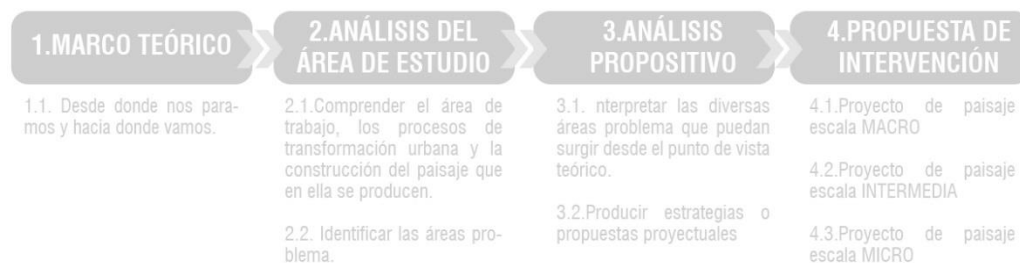 1.MARCO TEÓRICO
1.1. Desde donde nos para-
mos y hacia donde vamos.
2.ANÁLISIS DEL
ÁREA DE ESTUDIO
2.1.Comprender el área de
trabajo, los procesos de
transformación urbana y la
construcción del paisaje que
en ella se producen.
2.2. Identificar las áreas pro-
blema.
3.ANÁLISIS
PROPOSITIVO
3.1. nterpretar las diversas
áreas problema que puedan
surgir desde el punto de vista
teórico.
3.2.Producir estrategias o
propuestas proyectuales
4.PROPUESTA DE
INTERVENCIÓN
4.1.Proyecto de paisaje
escala MACRO
4.2.Proyecto de paisaje
escala INTERMEDIA
4.3.Proyecto de paisaje
escala MICRO